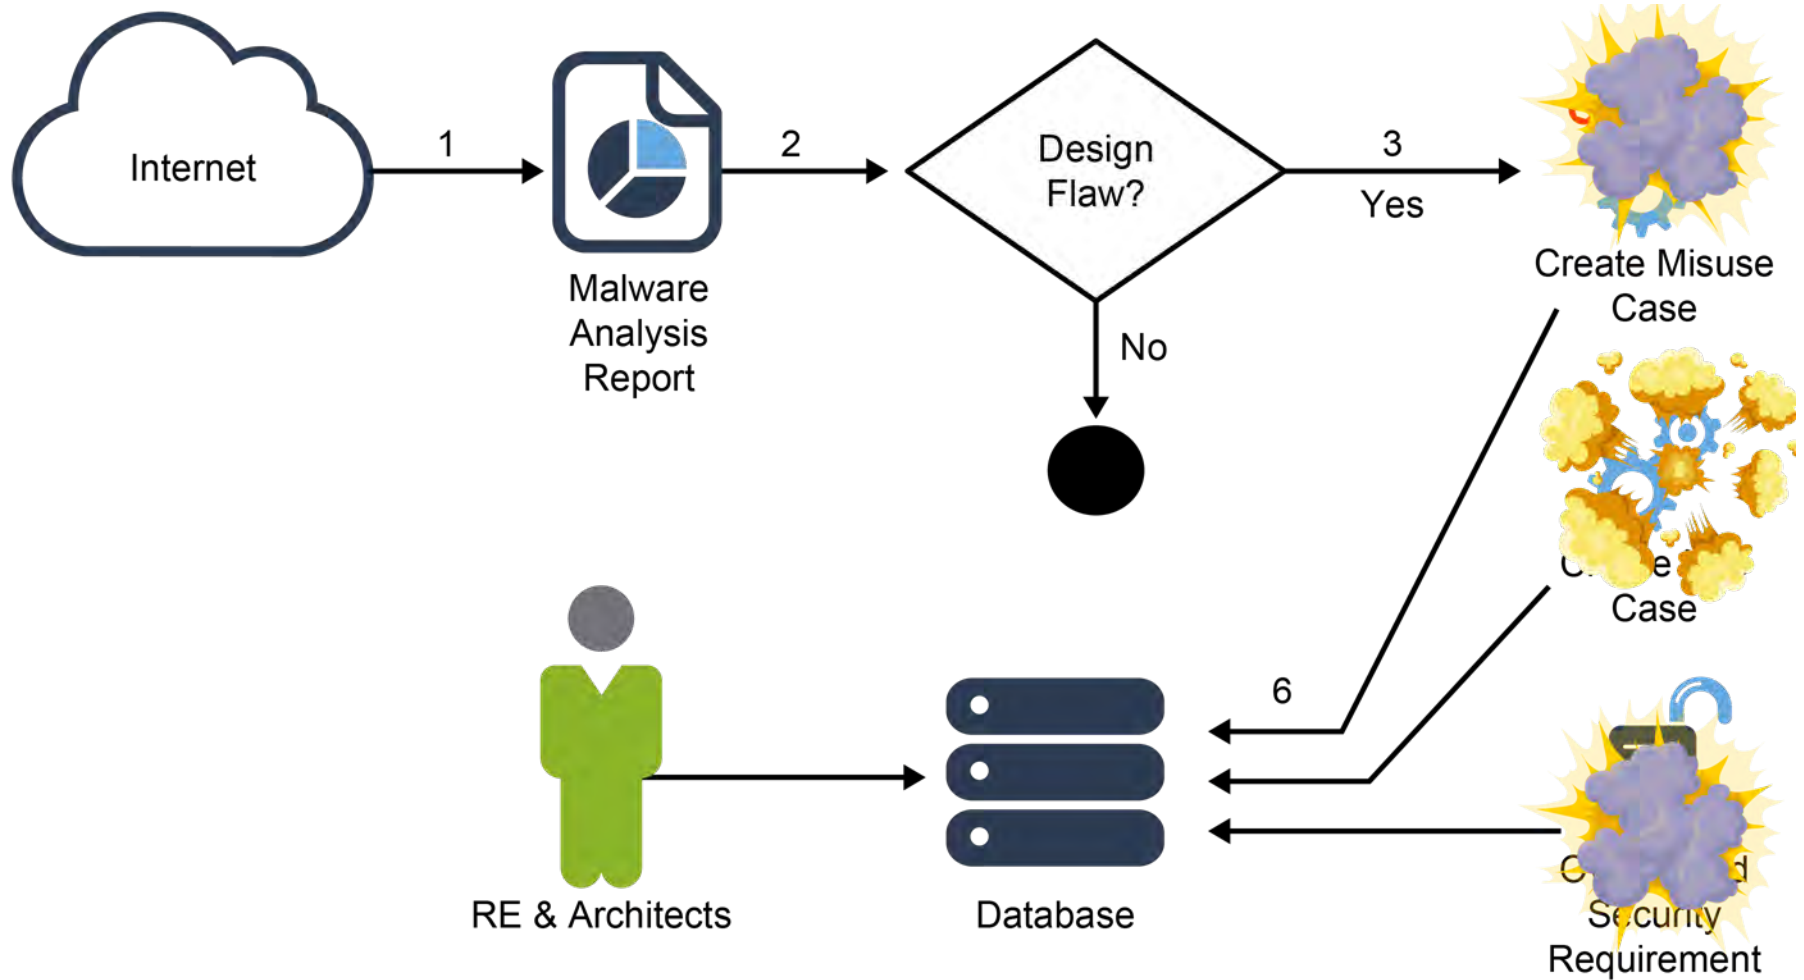 Internet
1
2
Design
Flaw?
3
Yes
Create Misuse
Case
Malware
Analysis
Report
No
Case
6
RE & Architects
Database
Security
Requirement